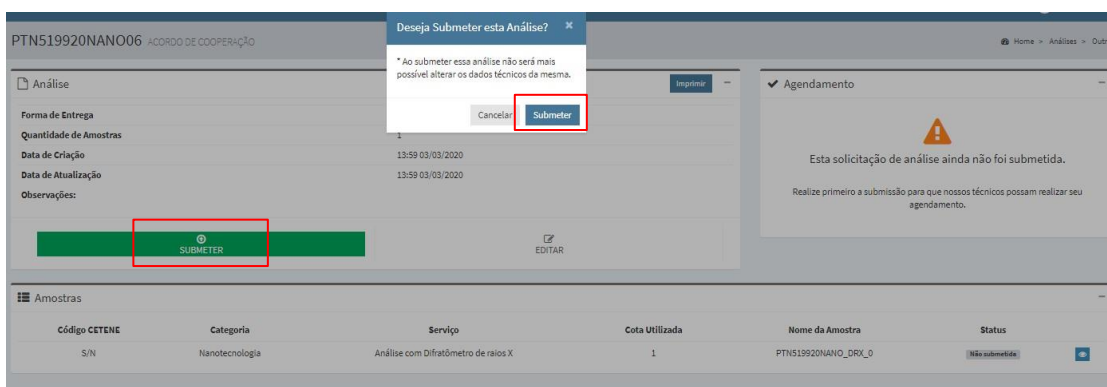 Deseja Submeter esta Análise? ×
* Ao submeter essa análise não será mais
possível alterar os dados técnicos da mesma.
Cancelar Submeter
PTN519920NANO06 ACORDO DE COOPERAÇÃO
Home > Análises > Outr
Análise Imprimir
Forma de Entrega
Quantidade de Amostras 1
Data de Criação 13:59 03/03/2020
Data de Atualização 13:59 03/03/2020
Observações:
SUBMETER
EDITAR
Agendamento
Esta solicitação de análise ainda não foi submetida.
Realize primeiro a submissão para que nossos técnicos possam realizar seu
agendamento.
Amostras
Código CETENE Categoria Serviço Cota Utilizada Nome da Amostra Status
S/N Nanotecnologia Análise com Difratômetro de raios X 1 PTN519920NANO_DRX_0 Não submetida